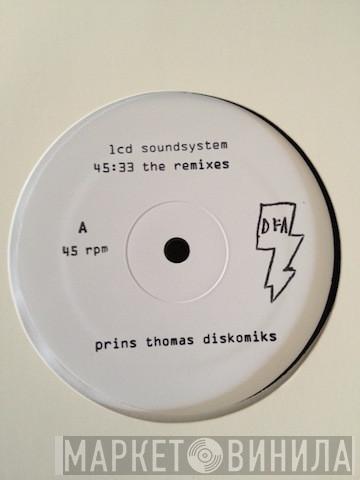 lcd soundsystem
45:33 the remixes
A
45 rpm
DFA
prins thomas diskomiks
МАРКЕТ ВИНИЛА